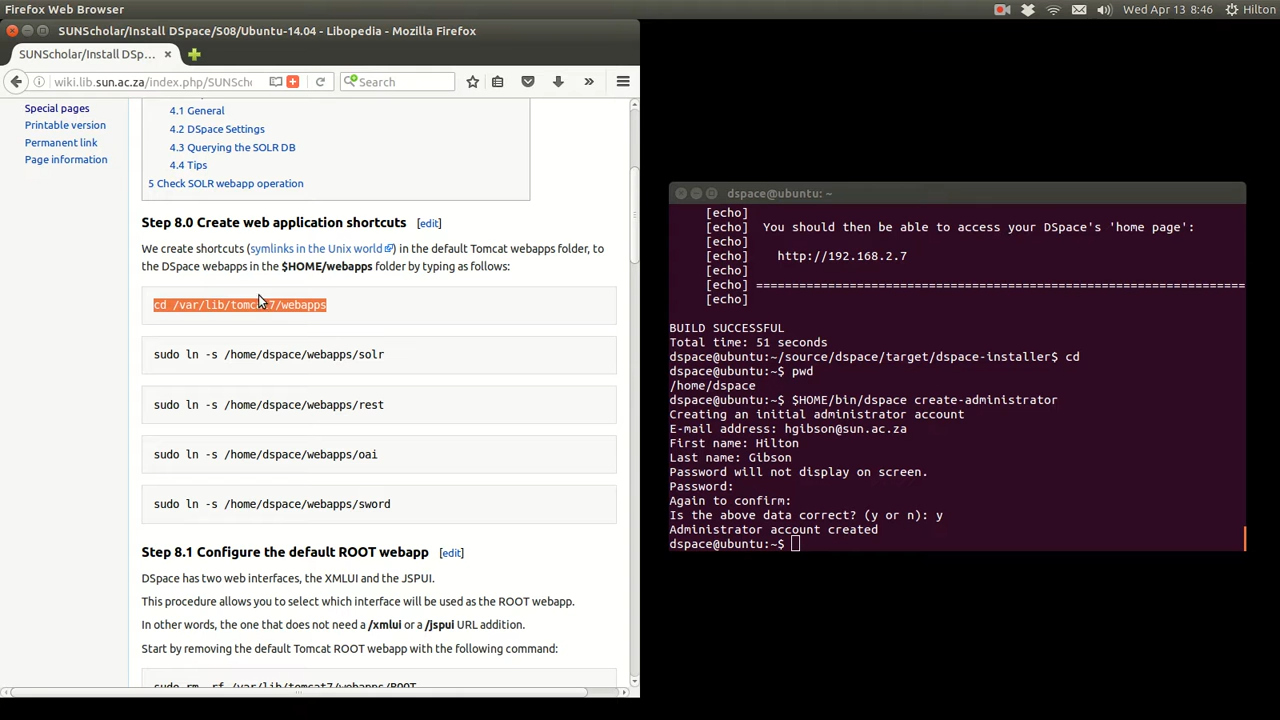 Firefox Web Browser
Wed Apr 13 8:46 Hilton
SUNScholar/Install DSpace/S08/Ubuntu-14.04 - Libopedia - Mozilla Firefox
SUNScholar/Install DSp... ×
wiki.lib.sun.ac.za/index.php/SUNSch
Search
Special pages
Printable version
Permanent link
Page information
4.1 General
4.2 DSpace Settings
4.3 Querying the SOLR DB
4.4 Tips
5 Check SOLR webapp operation
Step 8.0 Create web application shortcuts [edit]
We create shortcuts (symlinks in the Unix world) in the default Tomcat webapps folder, to
the DSpace webapps in the $HOME/webapps folder by typing as follows:
cd /var/lib/tomcat7/webapps
sudo ln -s /home/dspace/webapps/solr
sudo ln -s /home/dspace/webapps/rest
sudo ln -s /home/dspace/webapps/oai
sudo ln -s /home/dspace/webapps/sword
Step 8.1 Configure the default ROOT webapp [edit]
DSpace has two web interfaces, the XMLUI and the JSPUI.
This procedure allows you to select which interface will be used as the ROOT webapp.
In other words, the one that does not need a /xmlui or a /jspui URL addition.
Start by removing the default Tomcat ROOT webapp with the following command:
sudo rm -rf /var/lib/tomcat7/webapps/ROOT
dspace@ubuntu: ~
[echo]
[echo] You should then be able to access your DSpace's 'home page':
[echo]
[echo] http://192.168.2.7
[echo]
[echo] ====================================================================
[echo]
BUILD SUCCESSFUL
Total time: 51 seconds
dspace@ubuntu:~/source/dspace/target/dspace-installer$ cd
dspace@ubuntu:~$ pwd
/home/dspace
dspace@ubuntu:~$ $HOME/bin/dspace create-administrator
Creating an initial administrator account
E-mail address: hgibson@sun.ac.za
First name: Hilton
Last name: Gibson
Password will not display on screen.
Password:
Again to confirm:
Is the above data correct? (y or n): y
Administrator account created
dspace@ubuntu:~$